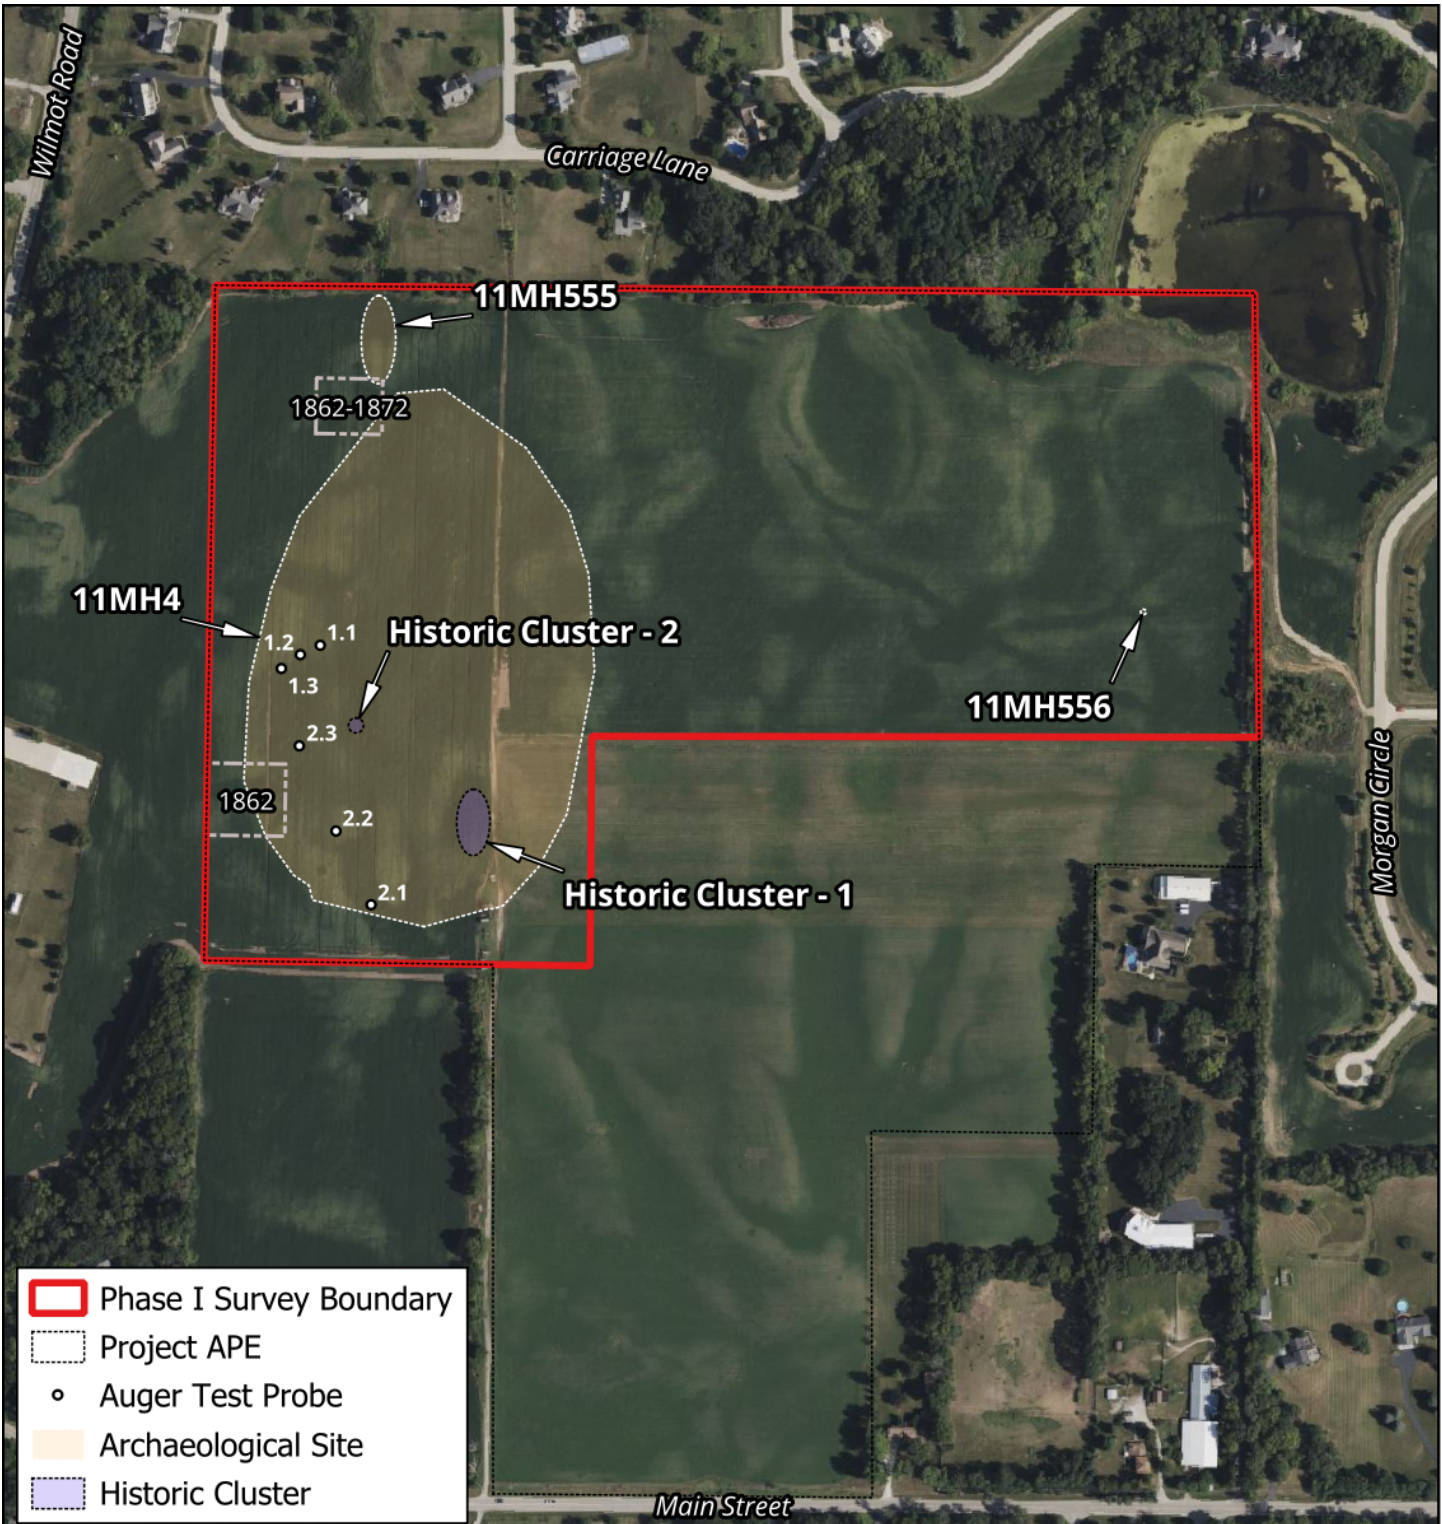 Wilmot Road
Carriage Lane
11MH555
1862-1872
11MH4
1.1
1.2
Historic Cluster - 2
1.3
11MH556
2.3
1862
2.2
Morgan Circle
2.1
Historic Cluster - 1
Phase I Survey Boundary
Project APE
Auger Test Probe
Archaeological Site
Historic Cluster
Main Street